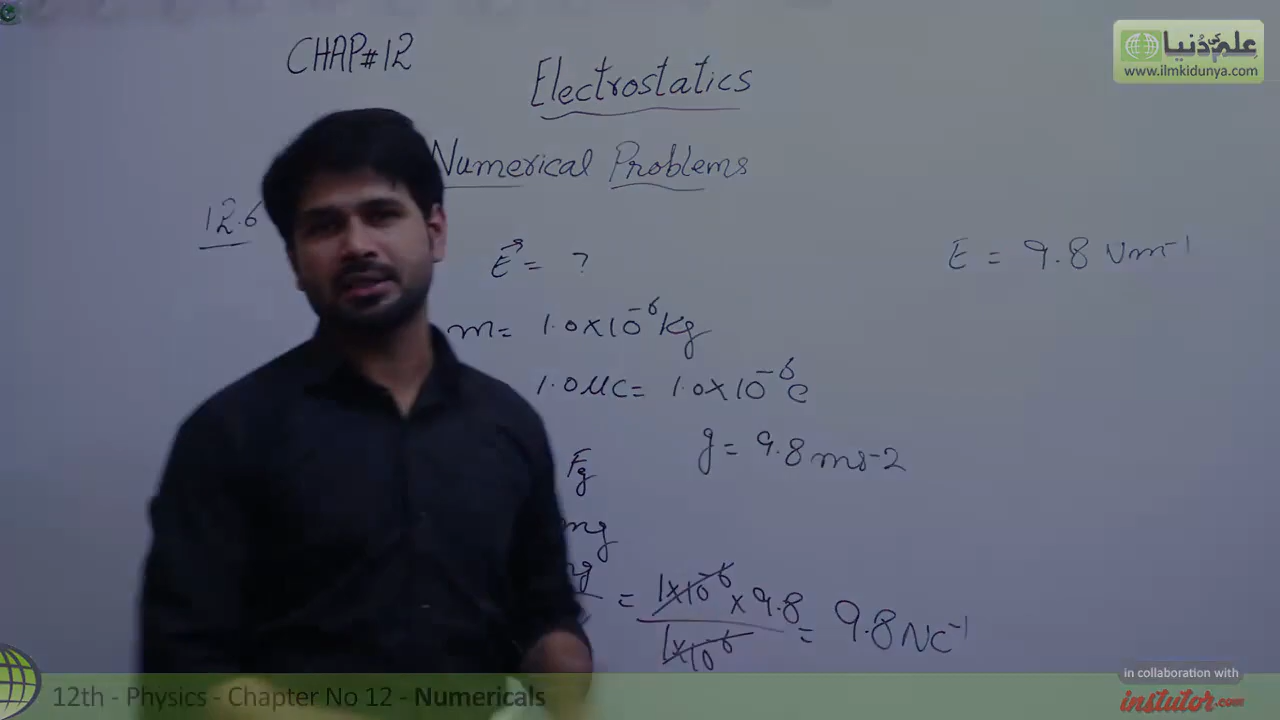 CHAP#12
Electrostatics
Numerical Problems
12.6
E = ?
E = 9.8 Vm-1
m = 1.0×10-6 kg
1.0 μC = 1.0×10-6 C
g = 9.8 ms-2
Fg
mg
= 1×10-6 × 9.8
1×10-6
= 9.8 NC-1
علم کی دنیا
www.ilmkidunya.com
12th - Physics - Chapter No 12 - Numericals
in collaboration with
instutor.com